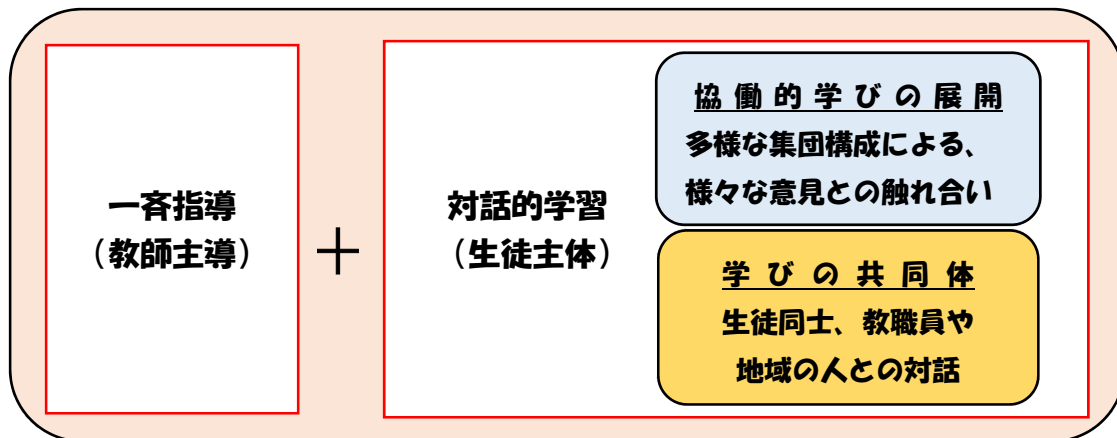 一斉指導
（教師主導）
＋
対話的学習
（生徒主体）
協働的学びの展開
多様な集団構成による、
様々な意見との触れ合い
学びの共同体
生徒同士、教職員や
地域の人との対話